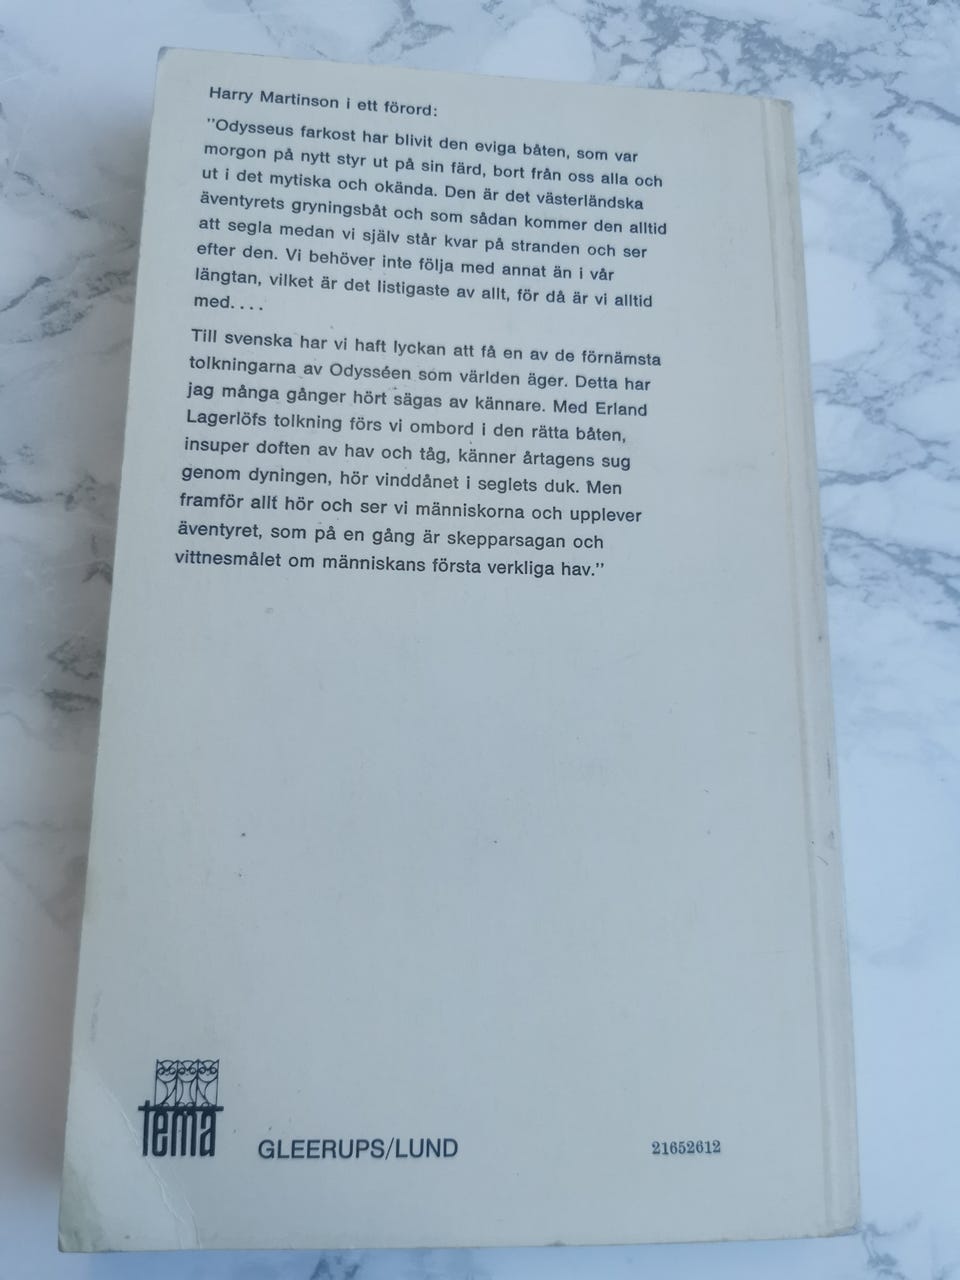 Harry Martinson i ett förord:
"Odysseus farkost har blivit den eviga båten, som var
morgon på nytt styr ut på sin färd, bort från oss alla och
ut i det mytiska och okända. Den är det västerländska
äventyrets gryningsbåt och som sådan kommer den alltid
att segla medan vi själv står kvar på stranden och ser
efter den. Vi behöver inte följa med annat än i vår
längtan, vilket är det listigaste av allt, för då är vi alltid
med....
Till svenska har vi haft lyckan att få en av de förnämsta
tolkningarna av Odysséen som världen äger. Detta har
jag många gånger hört sägas av kännare. Med Erland
Lagerlöfs tolkning förs vi ombord i den rätta båten,
insuper doften av hav och tåg, känner årtagens sug
genom dyningen, hör vinddånet i seglets duk. Men
framför allt hör och ser vi människorna och upplever
äventyret, som på en gång är skepparsagan och
vittnesmålet om människans första verkliga hav."
tema
GLEERUPS/LUND
21652612